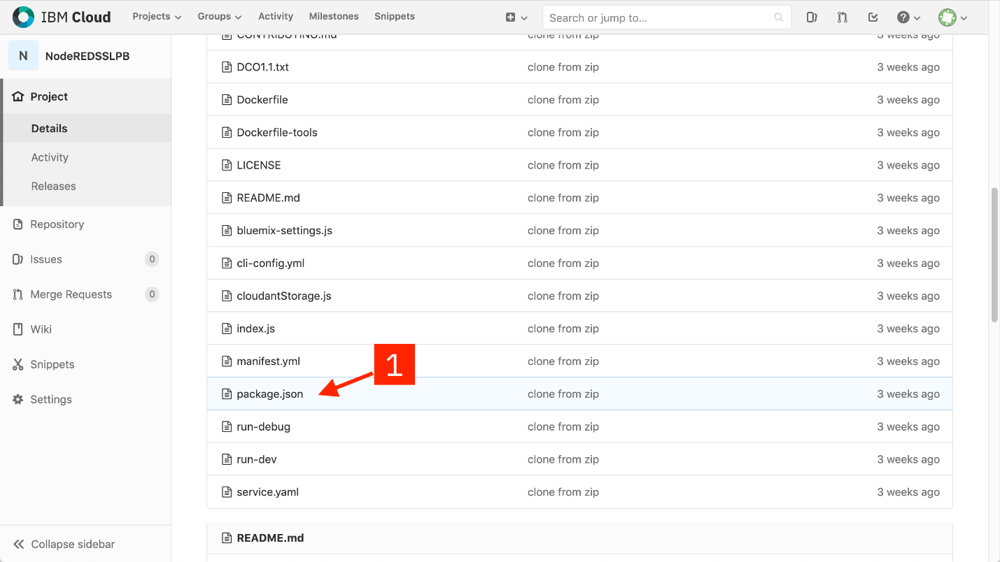 IBM Cloud Projects Groups Activity Milestones Snippets Search or jump to...
N NodeREDSSLPB
Project
Details
Activity
Releases
Repository
Issues 0
Merge Requests 0
Wiki
Snippets
Settings
Collapse sidebar
CONTRIBUTING.md clone from zip 3 weeks ago
DCO1.1.txt clone from zip 3 weeks ago
Dockerfile clone from zip 3 weeks ago
Dockerfile-tools clone from zip 3 weeks ago
LICENSE clone from zip 3 weeks ago
README.md clone from zip 3 weeks ago
bluemix-settings.js clone from zip 3 weeks ago
cli-config.yml clone from zip 3 weeks ago
cloudantStorage.js clone from zip 3 weeks ago
index.js clone from zip 3 weeks ago
manifest.yml clone from zip 3 weeks ago
1
package.json clone from zip 3 weeks ago
run-debug clone from zip 3 weeks ago
run-dev clone from zip 3 weeks ago
service.yaml clone from zip 3 weeks ago
README.md